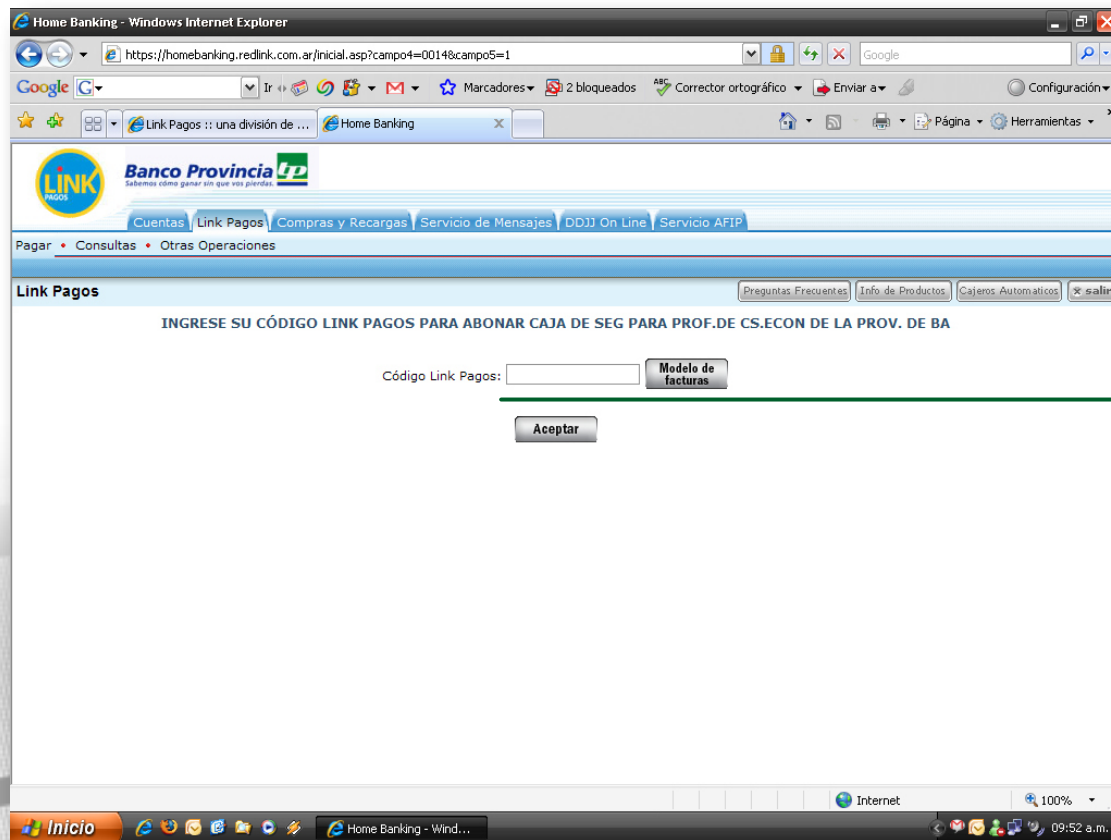 Home Banking - Windows Internet Explorer
https://homebanking.redlink.com.ar/inicial.asp?campo4=0014&campo5=1
Google
Google G Ir Marcadores 2 bloqueados ABC Corrector ortográfico Enviar a Configuración
Link Pagos :: una división de ... Home Banking X Página Herramientas
LINK PAGOS
Banco Provincia bp
Sabemos cómo ganar sin que vos pierdas.
Cuentas Link Pagos Compras y Recargas Servicio de Mensajes DDJJ On Line Servicio AFIP
Pagar • Consultas • Otras Operaciones
Link Pagos Preguntas Frecuentes Info de Productos Cajeros Automaticos salir
INGRESE SU CÓDIGO LINK PAGOS PARA ABONAR CAJA DE SEG PARA PROF.DE CS.ECON DE LA PROV. DE BA
Código Link Pagos: Modelo de facturas
Aceptar
Internet 100%
Inicio Home Banking - Wind... 09:52 a.m.